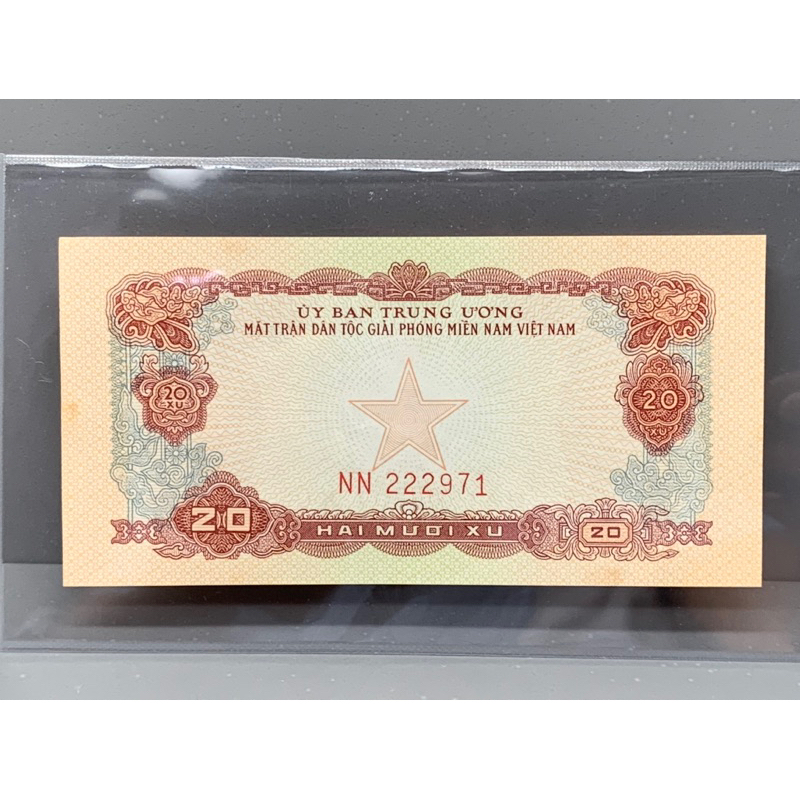 ỦY BAN TRUNG ƯƠNG
MẶT TRẬN DÂN TỘC GIẢI PHÓNG MIỀN NAM VIỆT NAM
20
XU
20
NN 222971
20
HAI MƯƠI XU
20